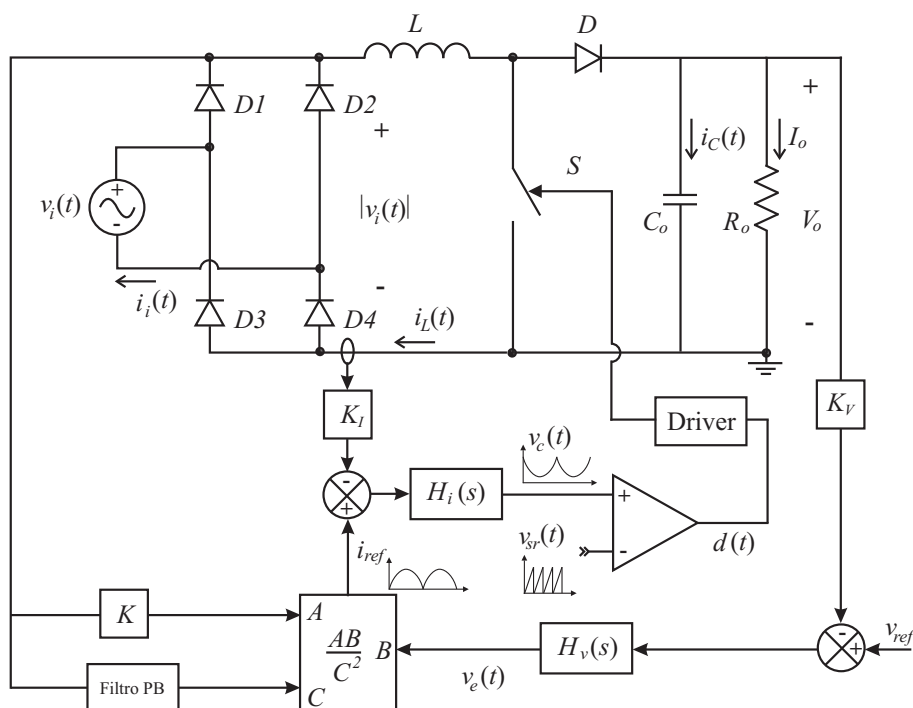 L
D
D1
D2
+
+
i_C(t)
I_o
S
v_i(t)
+
-
|v_i(t)|
C_o
R_o
V_o
i_i(t)
-
D3
D4
i_L(t)
-
K_I
Driver
K_V
v_c(t)
-
+
H_i(s)
+
-
v_sr(t)
d(t)
i_ref
K
A
AB
C^2
B
H_v(s)
-
+
v_ref
Filtro PB
C
v_e(t)